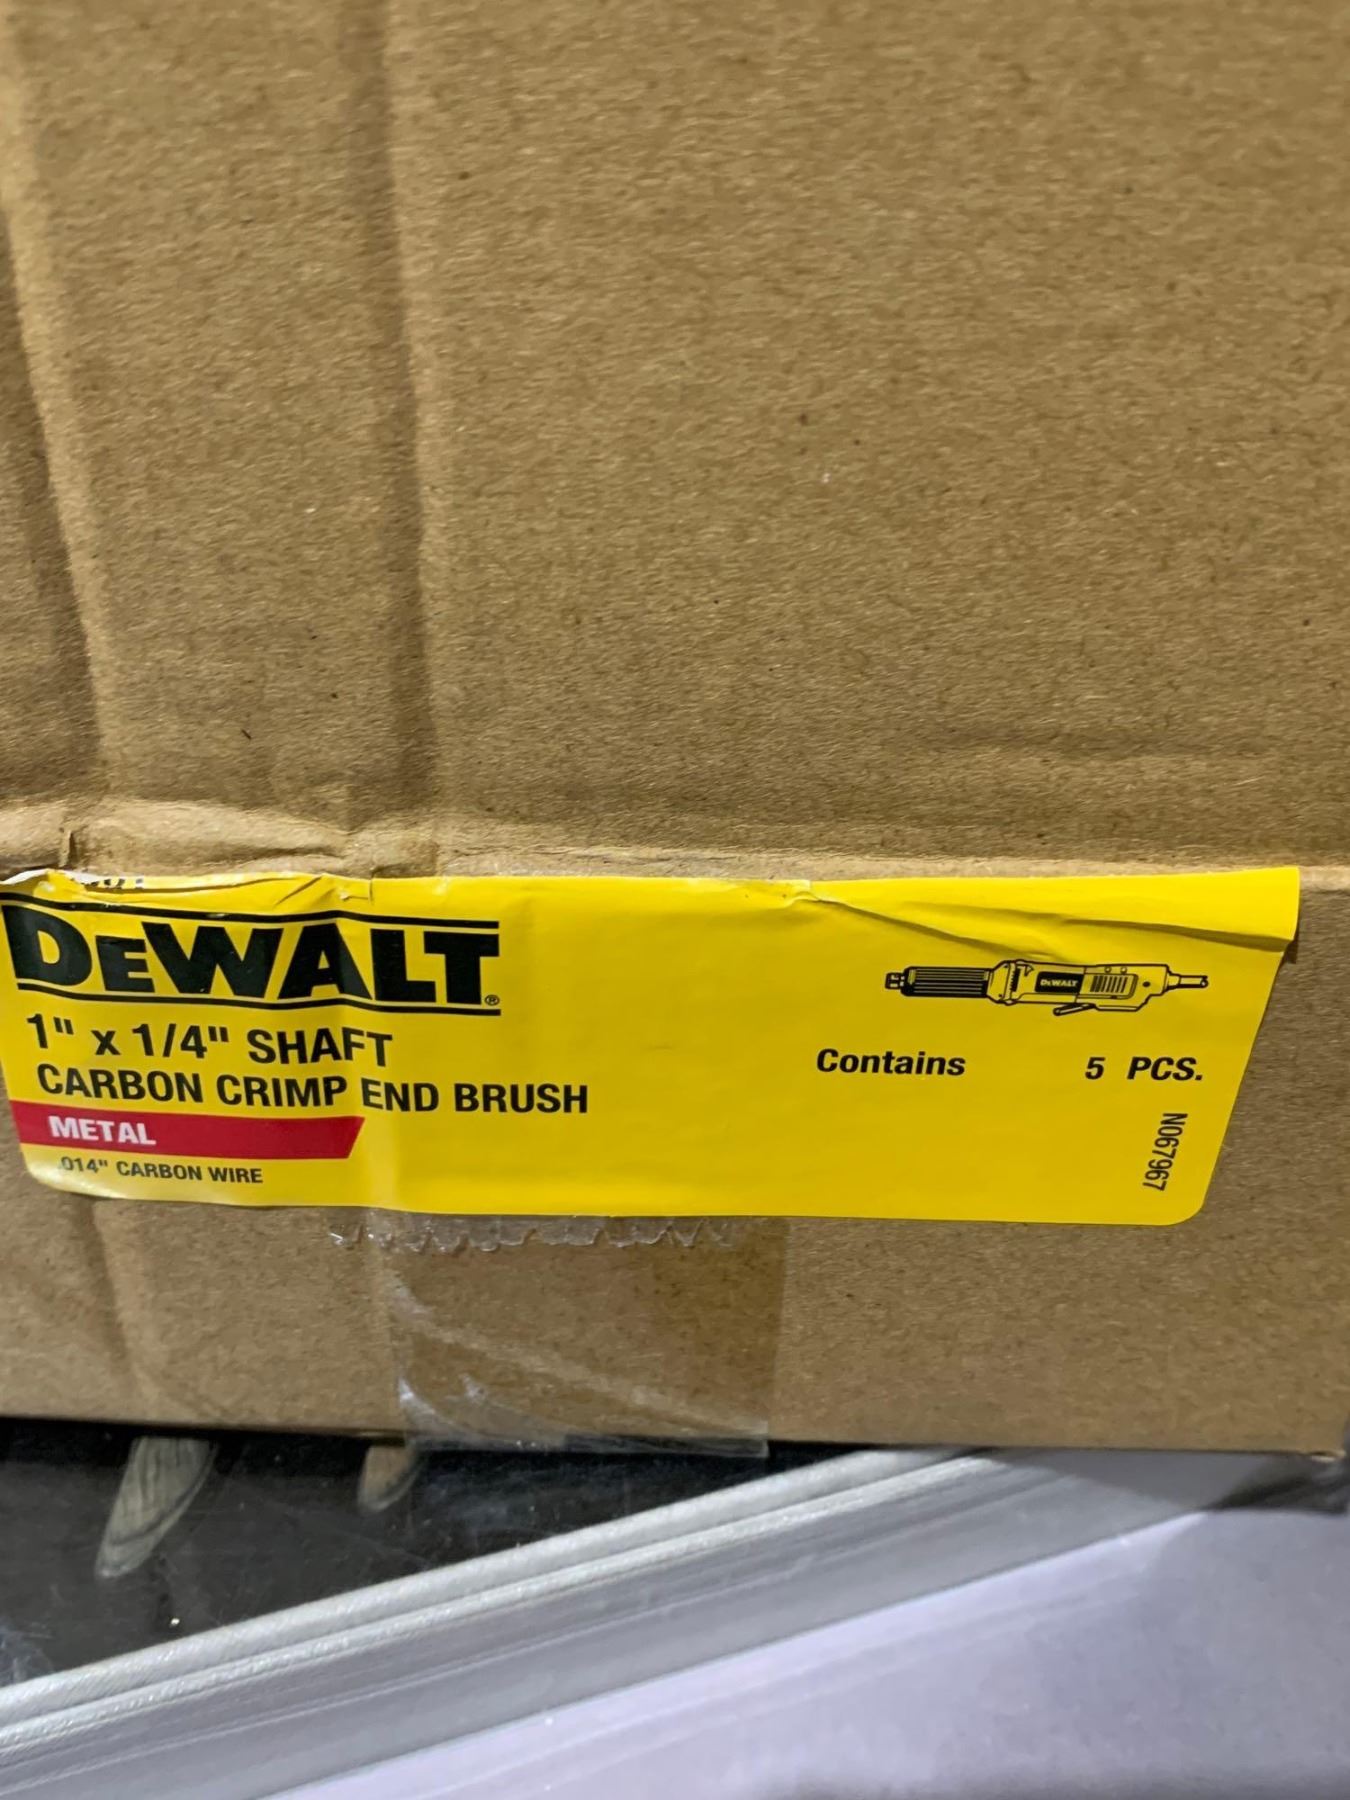 DEWALT®
1" x 1/4" SHAFT
CARBON CRIMP END BRUSH
METAL
.014" CARBON WIRE
DEWALT
Contains 5 PCS.
N067967